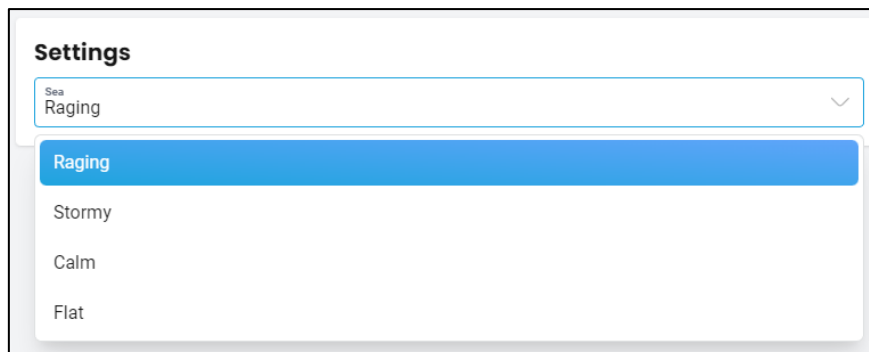 Settings
Sea
Raging
Raging
Stormy
Calm
Flat